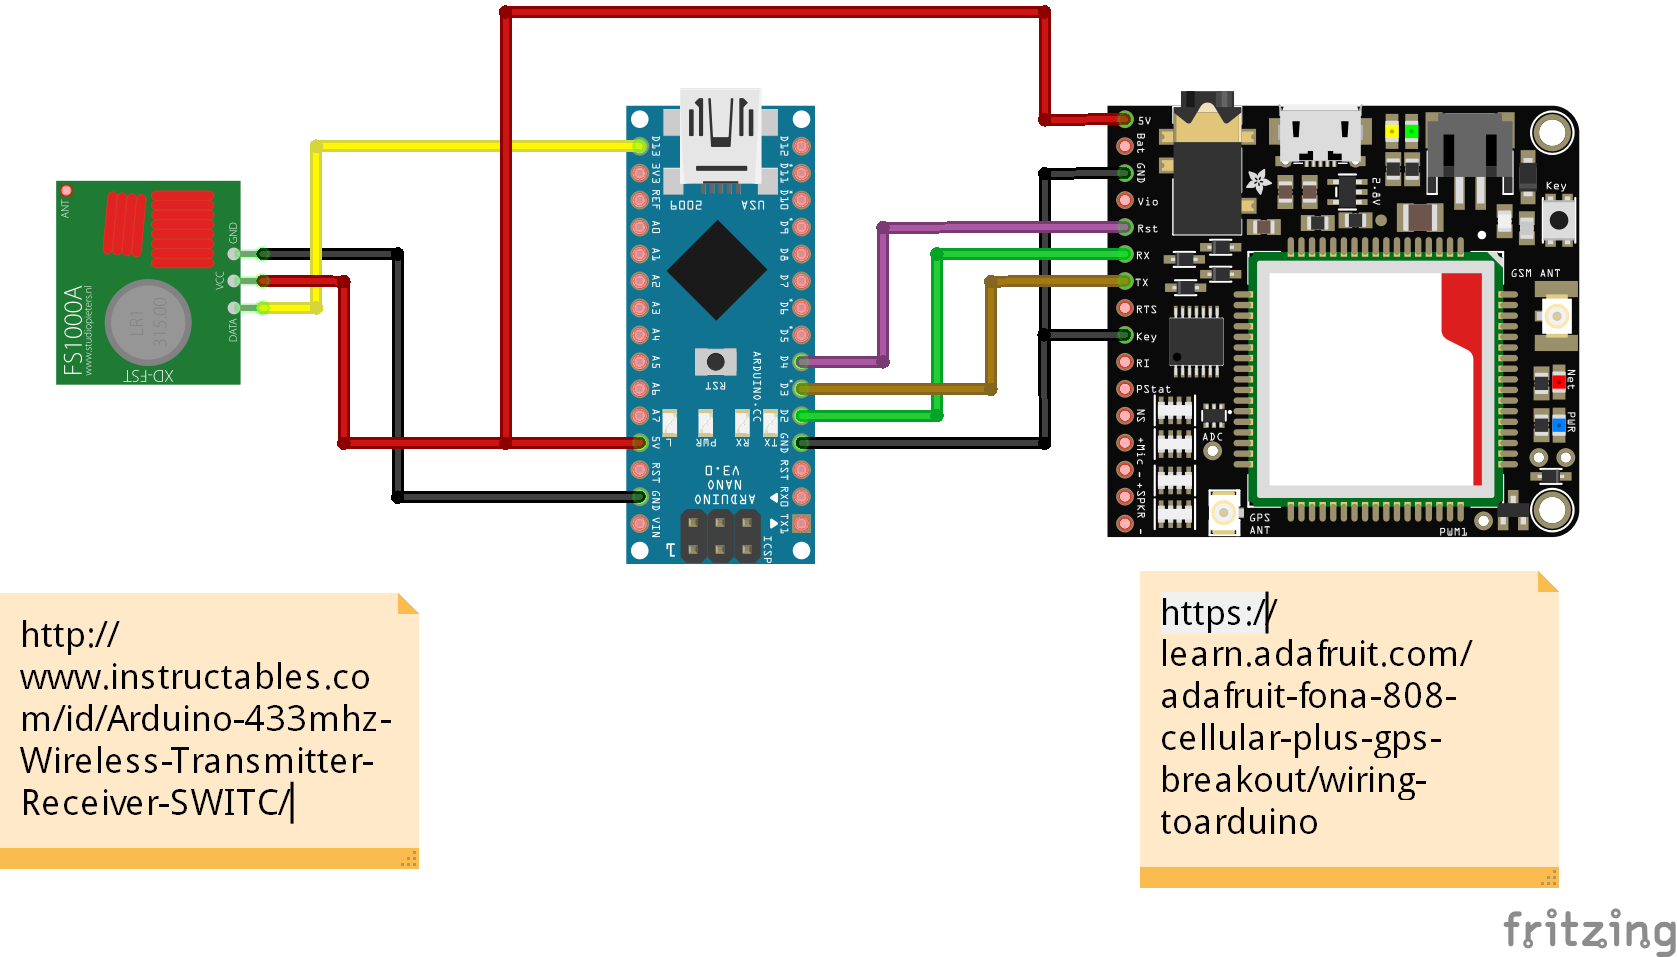 ANT
GND
VCC
DATA
FS1000A
www.studiopieters.nl
LR1
315.00
XD-FST
D13
3V3
REF
A0
A1
A2
A3
A4
A5
A6
A7
5V
RST
GND
VIN
USA
2009
D12
D11
D10
D9
D8
D7
D6
D5
D4
D3
D2
GND
RST
RX0
TX1
RST
ARDUINO.CC
L
PWR
RX
TX
ARDUINO
NANO
V3.0
1
ICSP
5V
Bat
GND
Vio
Rst
RX
TX
RTS
Key
RI
PStat
NS
+Mic -
+SPKR -
ADC
GPS
ANT
2.8V
Key
GSM ANT
Net
PWR
PWM1
http://
www.instructables.co
m/id/Arduino-433mhz-
Wireless-Transmitter-
Receiver-SWITC/
https://
learn.adafruit.com/
adafruit-fona-808-
cellular-plus-gps-
breakout/wiring-
toarduino
fritzing